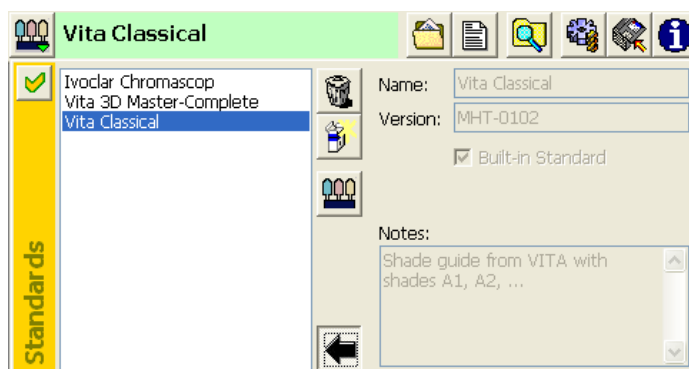 Vita Classical
Ivoclar Chromascop
Vita 3D Master-Complete
Vita Classical
Standards
Name: Vita Classical
Version: MHT-0102
Built-in Standard
Notes:
Shade guide from VITA with
shades A1, A2, ...